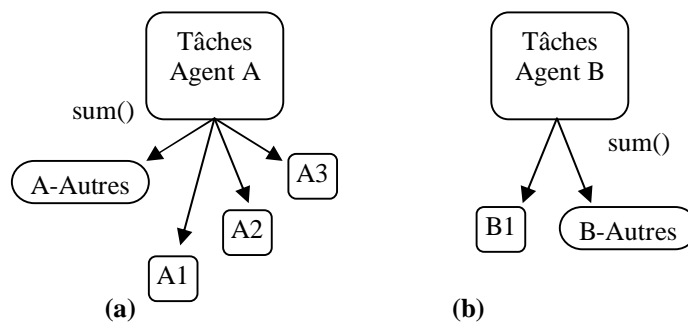 Tâches
Agent A
sum()
A-Autres
A1
A2
A3
(a)
Tâches
Agent B
sum()
B1
B-Autres
(b)